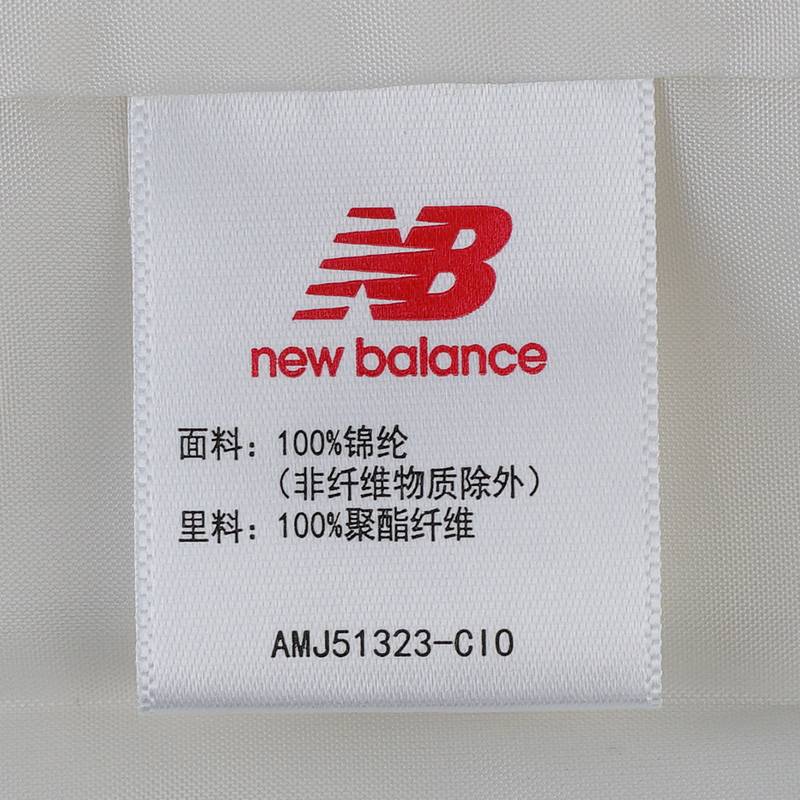 NB
new balance
面料：100%锦纶
（非纤维物质除外）
里料：100%聚酯纤维
AMJ51323-CIO